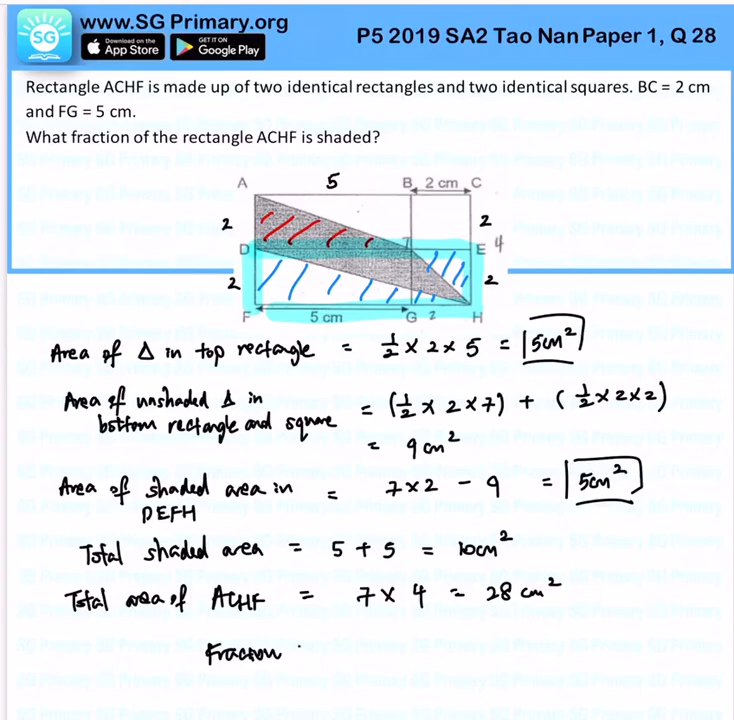 www.SG Primary.org
SG
Download on the
App Store
GET IT ON
Google Play
P5 2019 SA2 Tao Nan Paper 1, Q 28
Rectangle ACHF is made up of two identical rectangles and two identical squares. BC = 2 cm
and FG = 5 cm.
What fraction of the rectangle ACHF is shaded?
A 5 B 2 cm C
2 2
D 7 E 4
2 2
F 5 cm G 2 H
Area of Δ in top rectangle = 1/2 × 2 × 5 = 5cm²
Area of unshaded Δ in
bottom rectangle and square = (1/2 × 2 × 7) + (1/2 × 2 × 2)
= 9 cm²
Area of shaded area in = 7×2 - 9 = 5cm²
DEFH
Total shaded area = 5 + 5 = 10cm²
Total area of ACHF = 7 × 4 = 28 cm²
Fraction